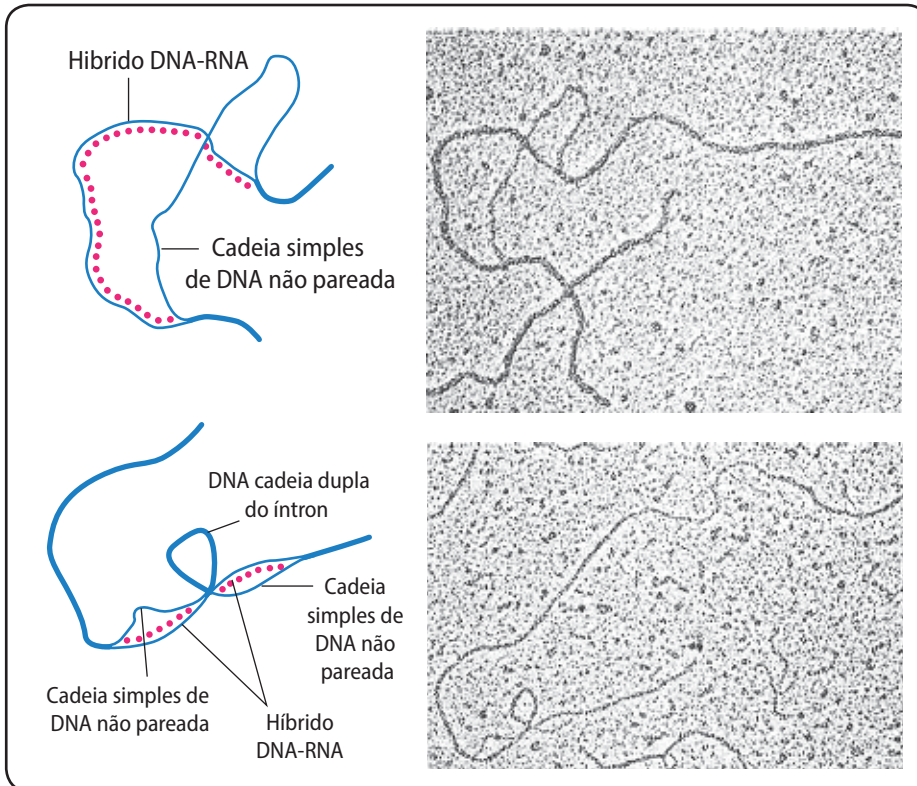 Hibrido DNA-RNA
Cadeia simples
de DNA não pareada
DNA cadeia dupla
do íntron
Cadeia
simples de
DNA não
pareada
Cadeia simples de
DNA não pareada
Híbrido
DNA-RNA